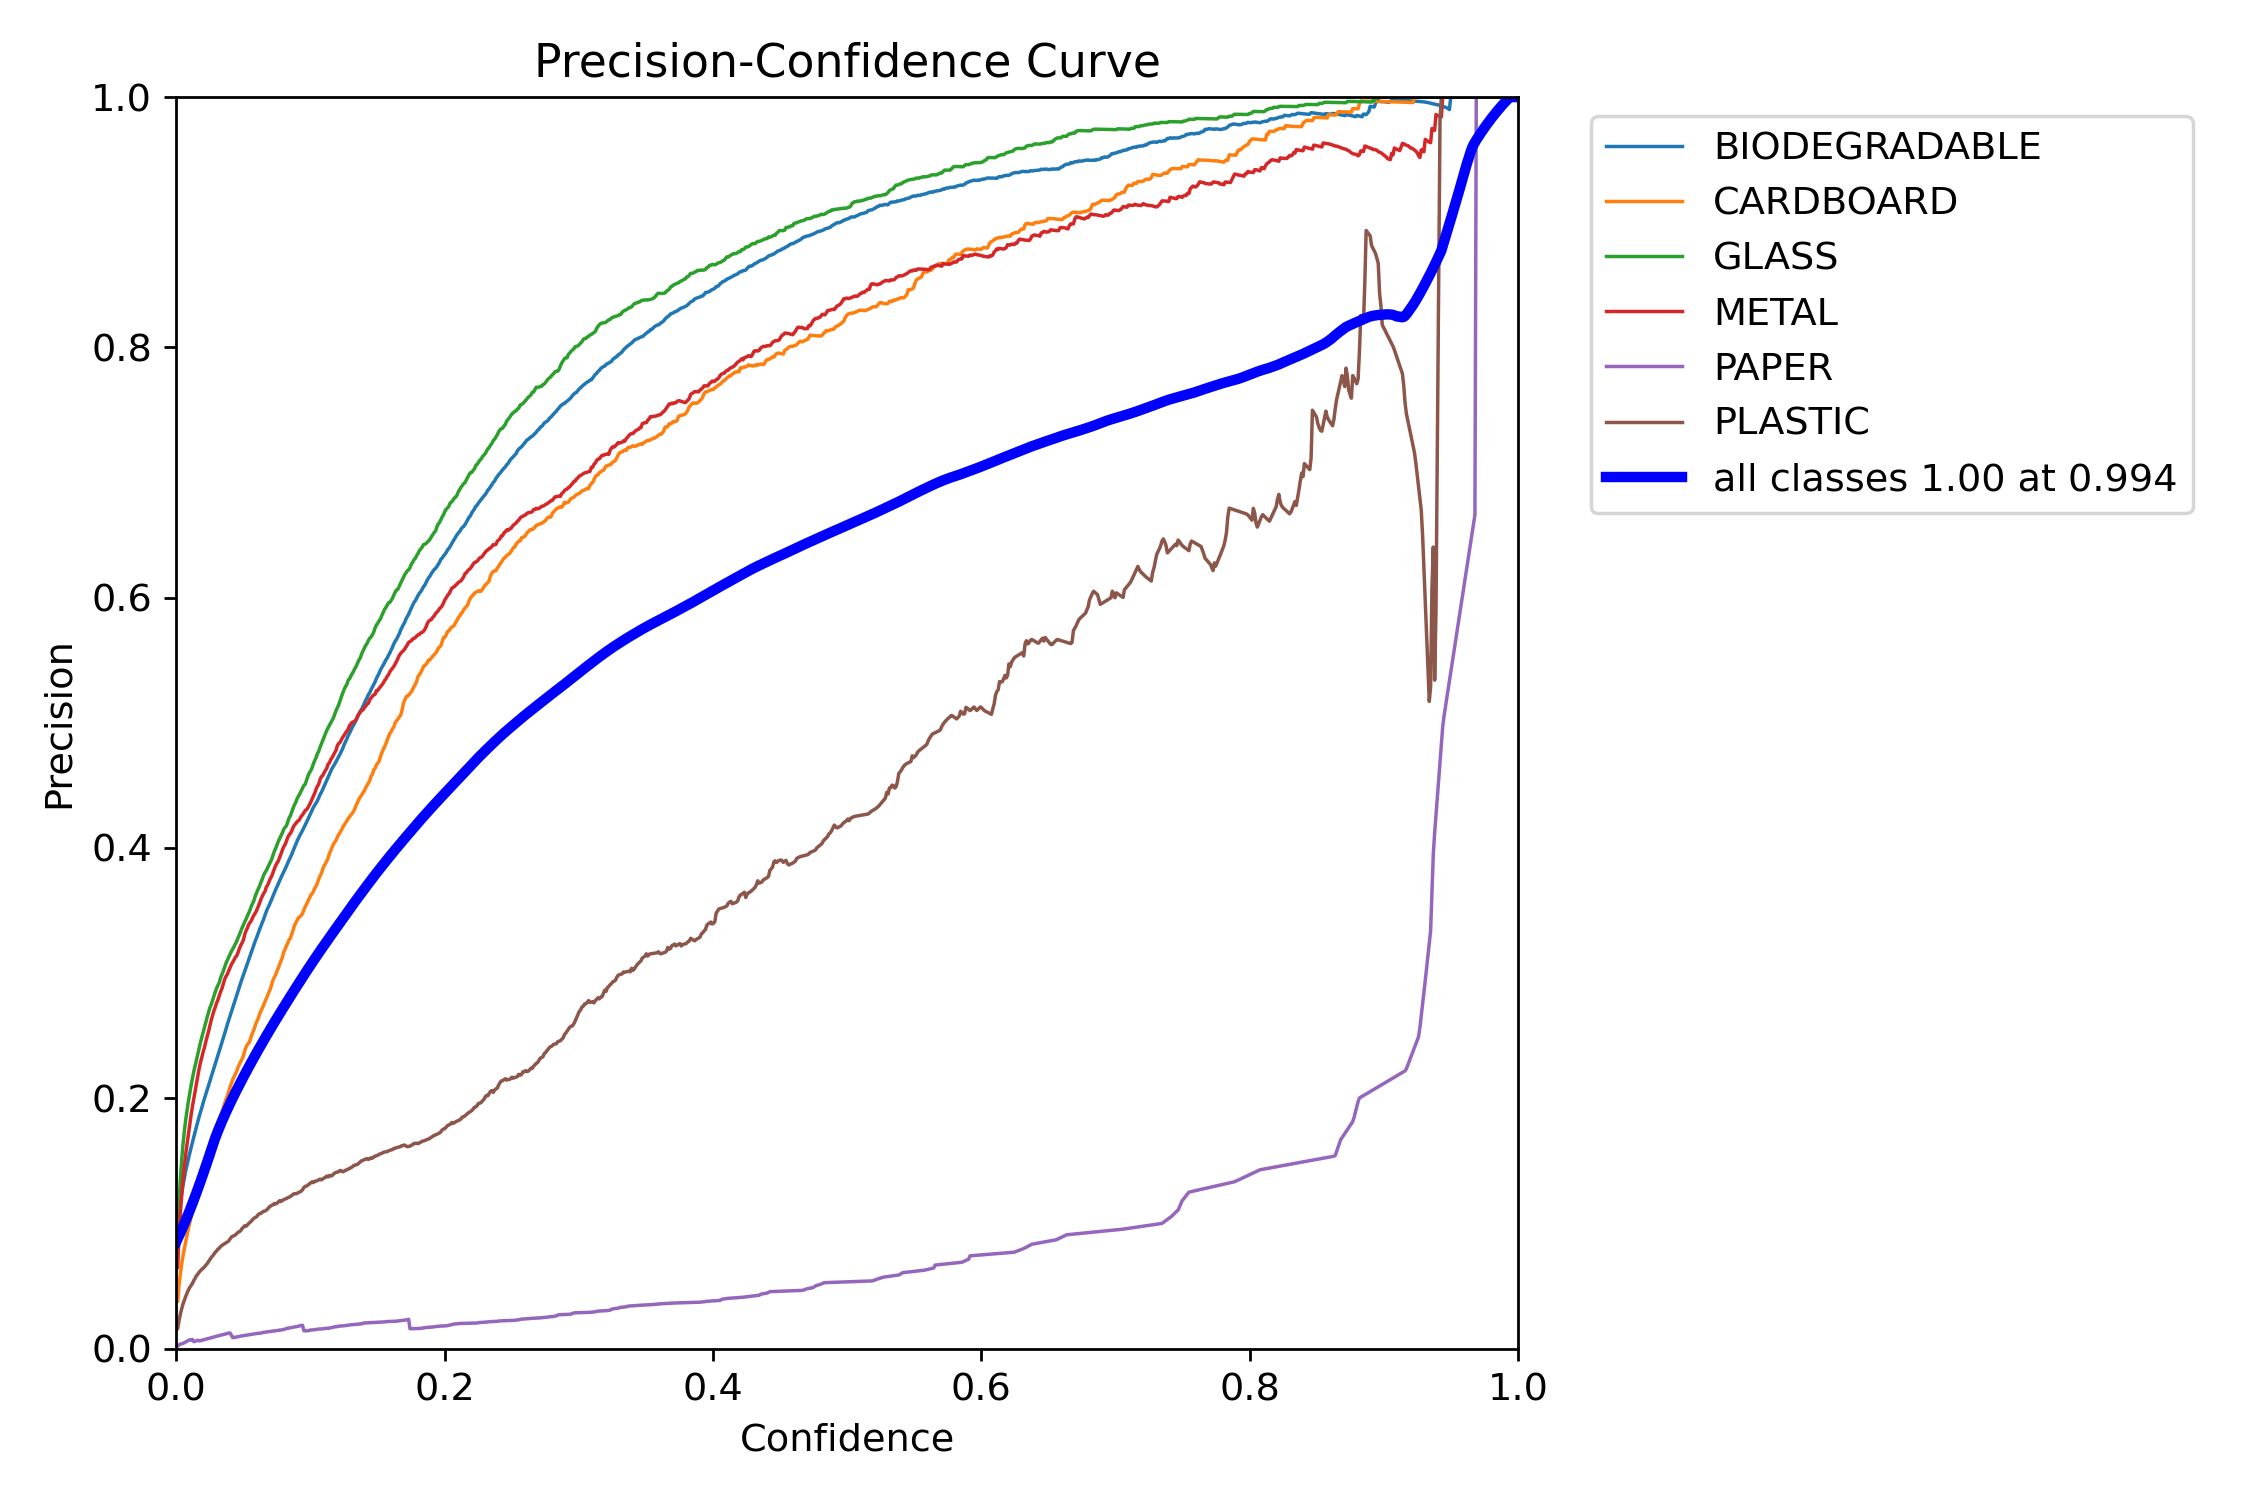 Precision-Confidence Curve
1.0
0.8
0.6
0.4
0.2
0.0
Precision
0.0 0.2 0.4 0.6 0.8 1.0
Confidence
BIODEGRADABLE
CARDBOARD
GLASS
METAL
PAPER
PLASTIC
all classes 1.00 at 0.994